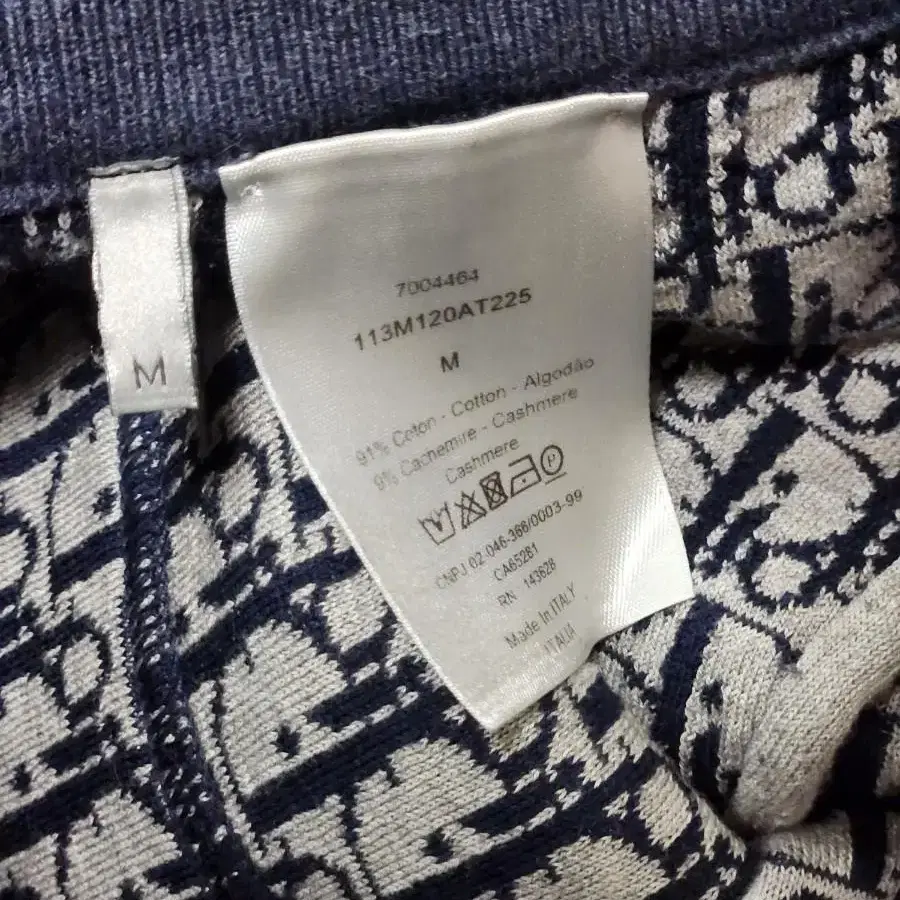 M
7004464
113M120AT225
M
91% Coton - Cotton - Algodão
9% Cachemire - Cashmere
Cashmere
CNPJ 02-046-366/0003-99
CA65261
RN 143628
Made in ITALY
ITALIA